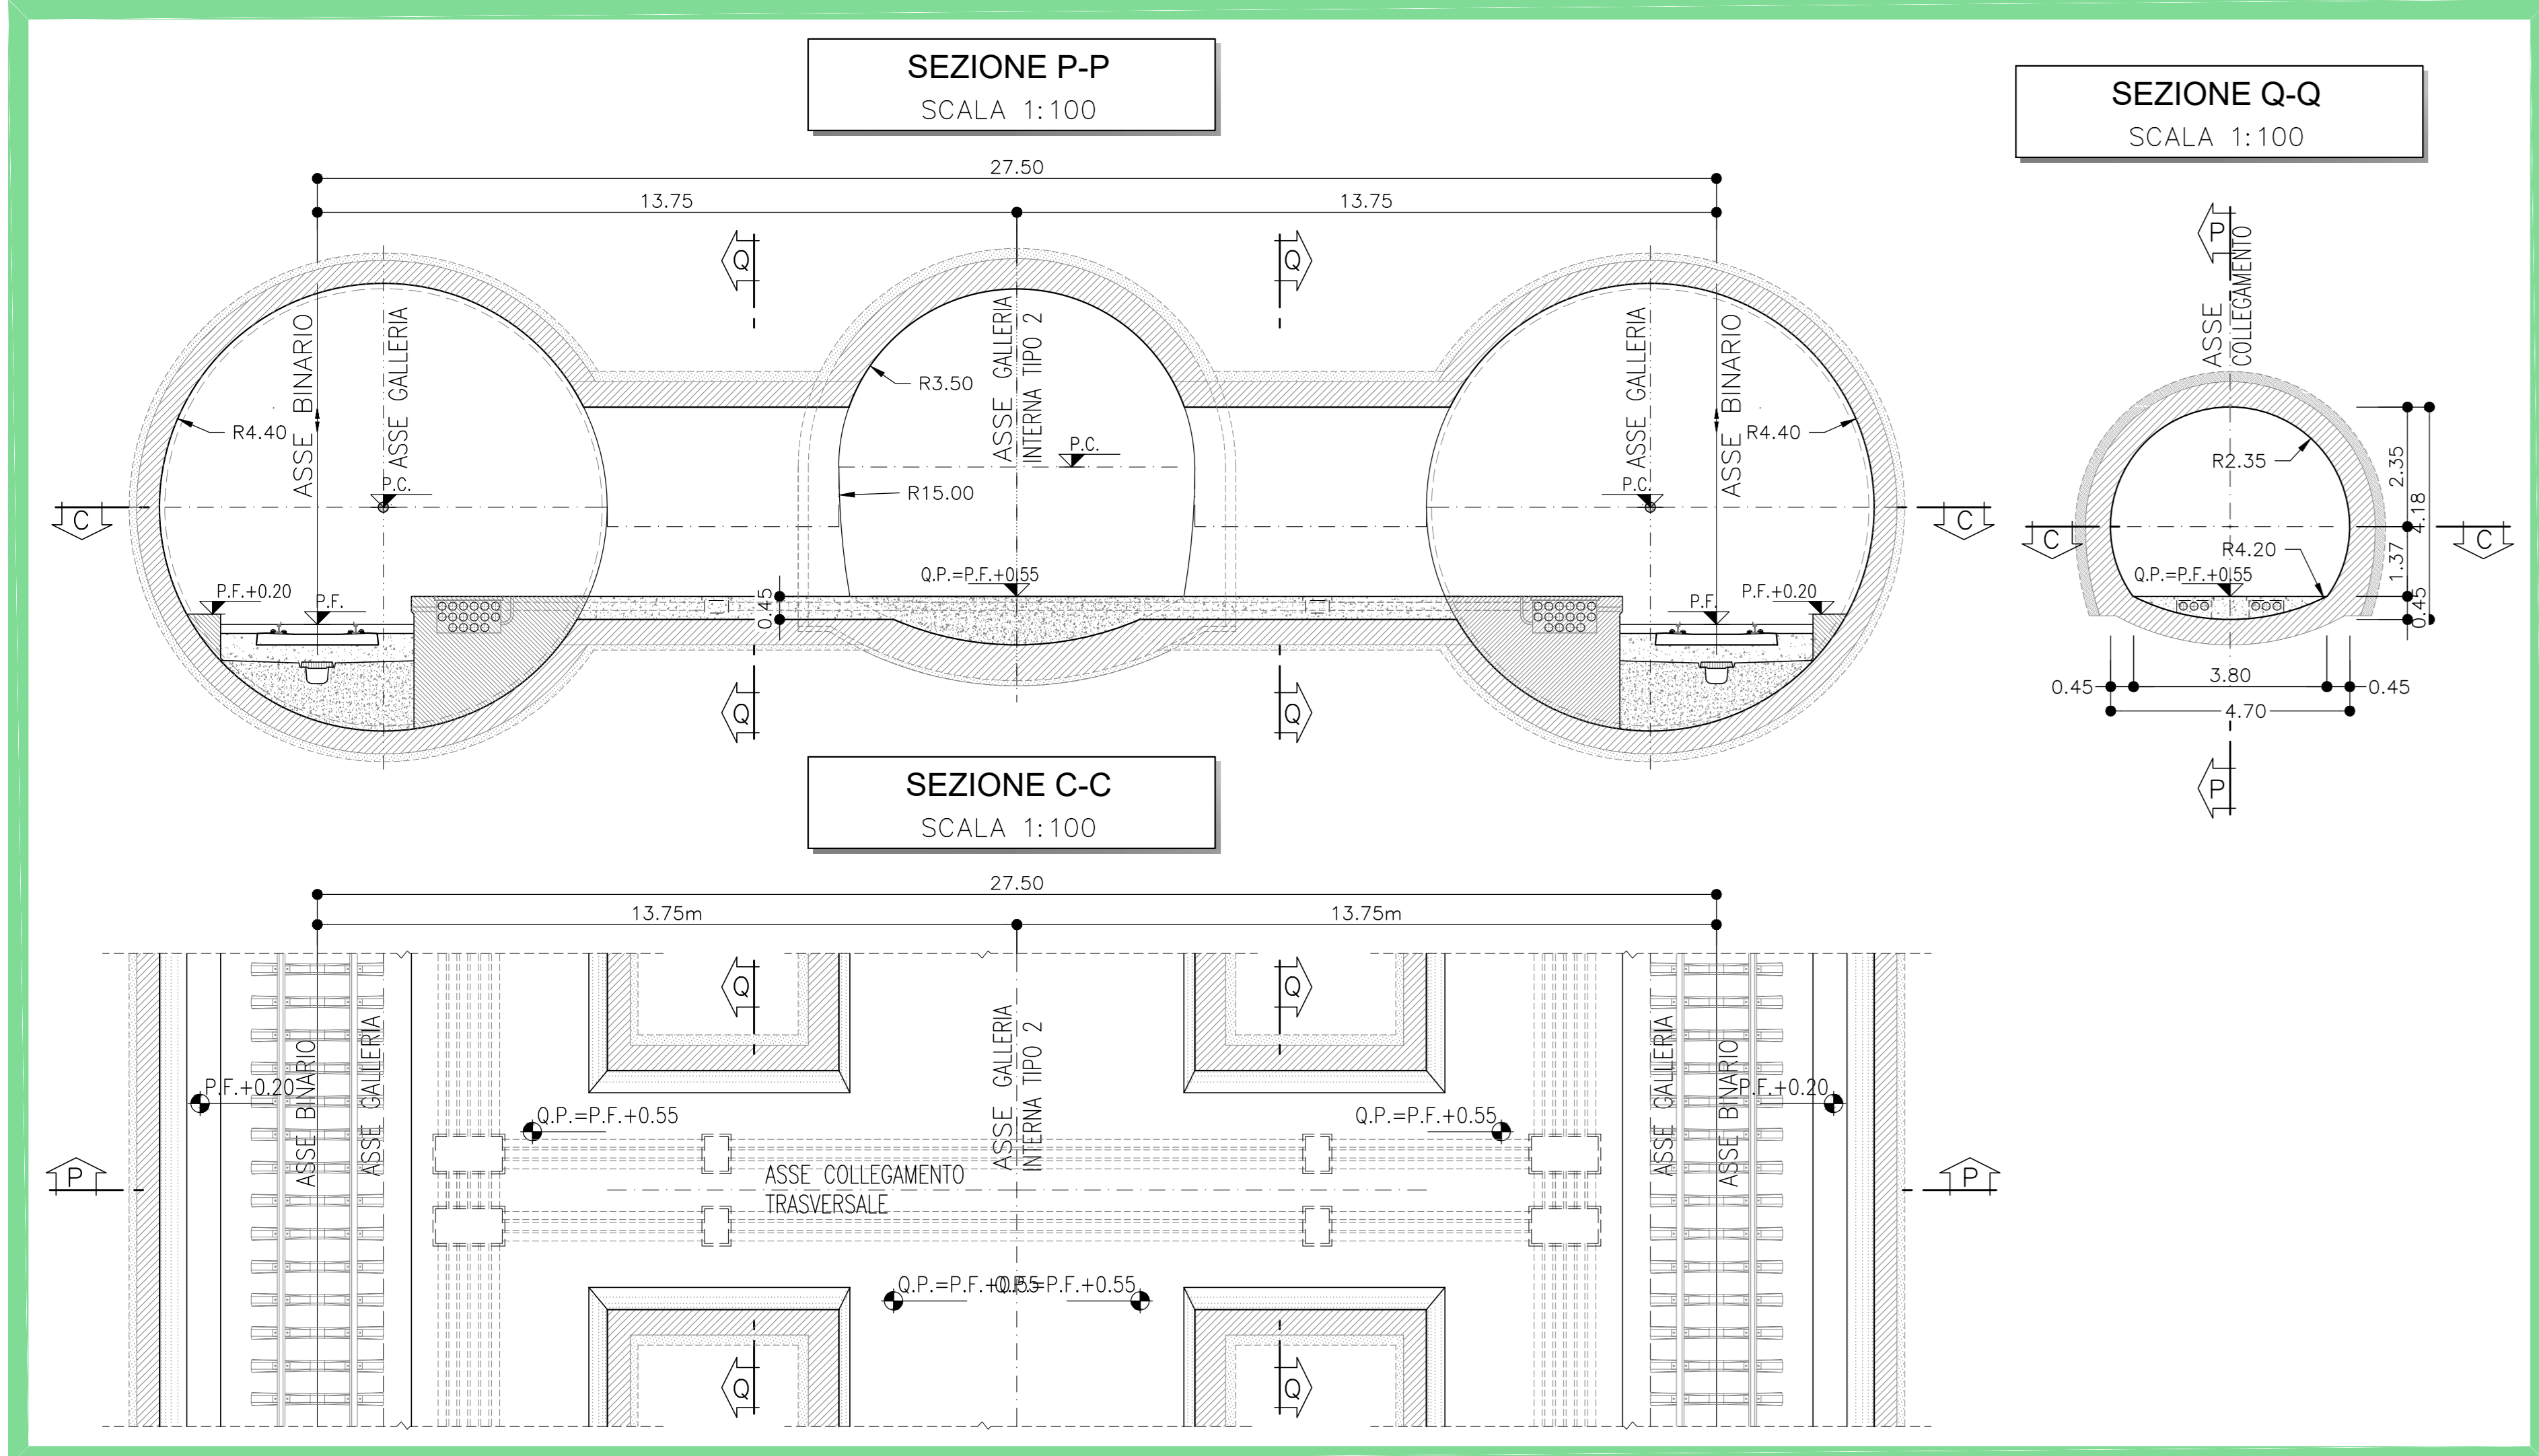 SEZIONE P-P
SCALA 1:100
27.50
13.75
13.75
Q
Q
ASSE BINARIO
ASSE GALLERIA
ASSE GALLERIA
INTERNA TIPO 2
ASSE GALLERIA
ASSE BINARIO
R4.40
R3.50
R4.40
P.C.
P.C.
P.C.
R15.00
C
C
Q.P.=P.F.+0.55
0.45
P.F.+0.20
P.F.
P.F.
P.F.+0.20
Q
Q
SEZIONE Q-Q
SCALA 1:100
P
ASSE
COLLEGAMENTO
R2.35
2.35
4.18
C
C
R4.20
1.37
Q.P.=P.F.+0.55
0.45
0.45
3.80
0.45
4.70
P
SEZIONE C-C
SCALA 1:100
27.50
13.75m
13.75m
Q
Q
ASSE BINARIO
ASSE GALLERIA
ASSE GALLERIA
INTERNA TIPO 2
ASSE GALLERIA
ASSE BINARIO
P.F.+0.20
P.F.+0.20
Q.P.=P.F.+0.55
Q.P.=P.F.+0.55
P
P
ASSE COLLEGAMENTO
TRASVERSALE
Q.P.=P.F.+0.55
Q.P.=P.F.+0.55
Q
Q